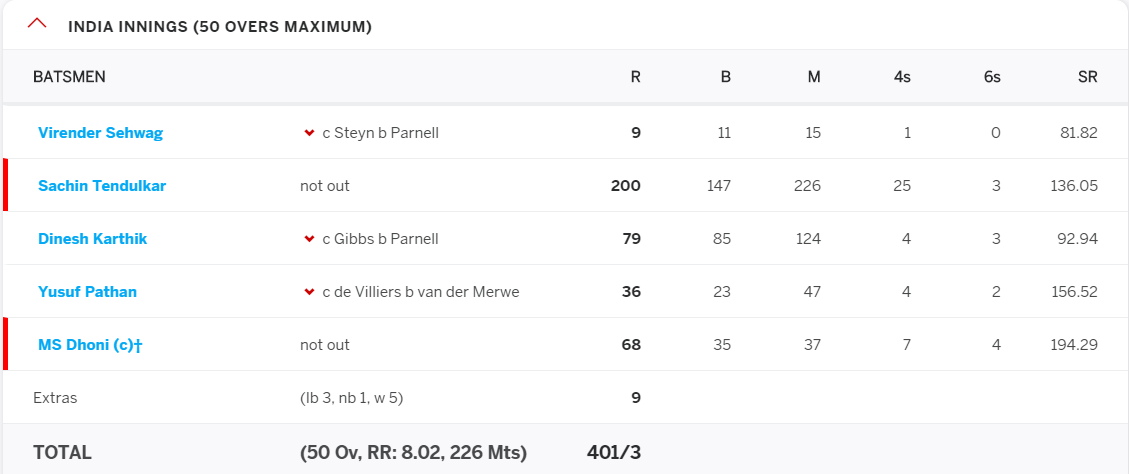 INDIA INNINGS (50 OVERS MAXIMUM)
BATSMEN R B M 4s 6s SR
Virender Sehwag c Steyn b Parnell 9 11 15 1 0 81.82
Sachin Tendulkar not out 200 147 226 25 3 136.05
Dinesh Karthik c Gibbs b Parnell 79 85 124 4 3 92.94
Yusuf Pathan c de Villiers b van der Merwe 36 23 47 4 2 156.52
MS Dhoni (c)† not out 68 35 37 7 4 194.29
Extras (lb 3, nb 1, w 5) 9
TOTAL (50 Ov, RR: 8.02, 226 Mts) 401/3